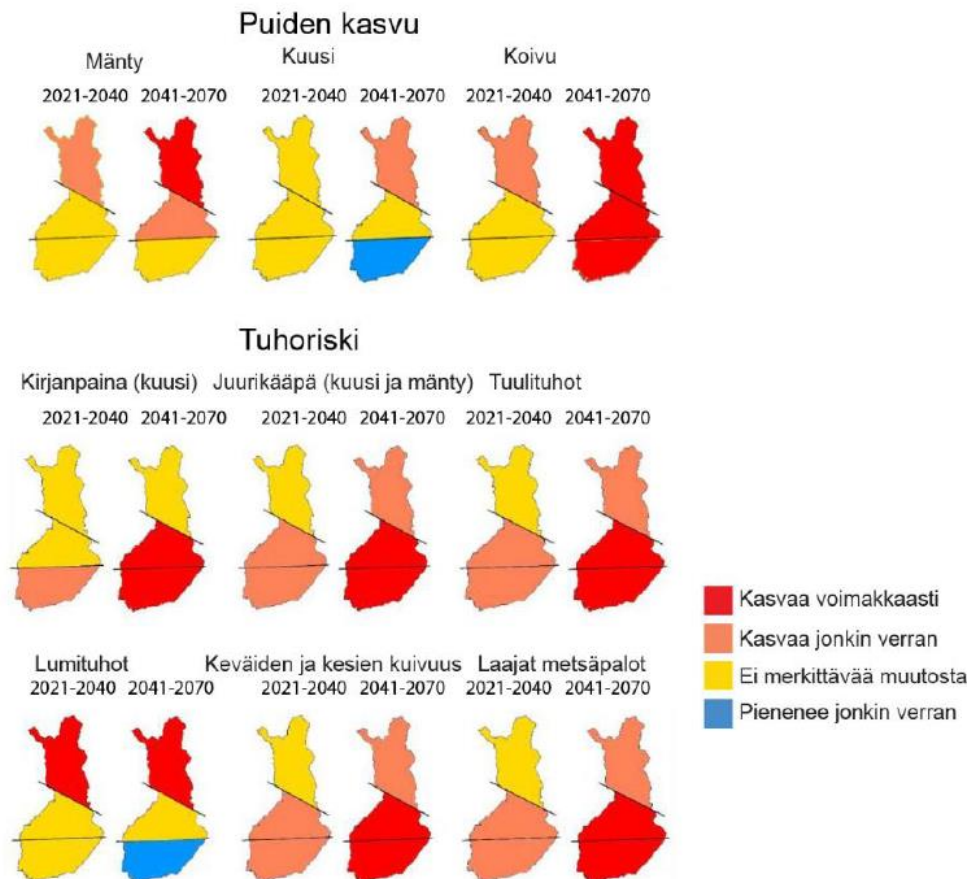 Puiden kasvu
Mänty Kuusi Koivu
2021-2040 2041-2070 2021-2040 2041-2070 2021-2040 2041-2070
Tuhoriski
Kirjanpaina (kuusi) Juurikääpä (kuusi ja mänty) Tuulituhot
2021-2040 2041-2070 2021-2040 2041-2070 2021-2040 2041-2070
Lumituhot Keväiden ja kesien kuivuus Laajat metsäpalot
2021-2040 2041-2070 2021-2040 2041-2070 2021-2040 2041-2070
Kasvaa voimakkaasti
Kasvaa jonkin verran
Ei merkittävää muutosta
Pienenee jonkin verran